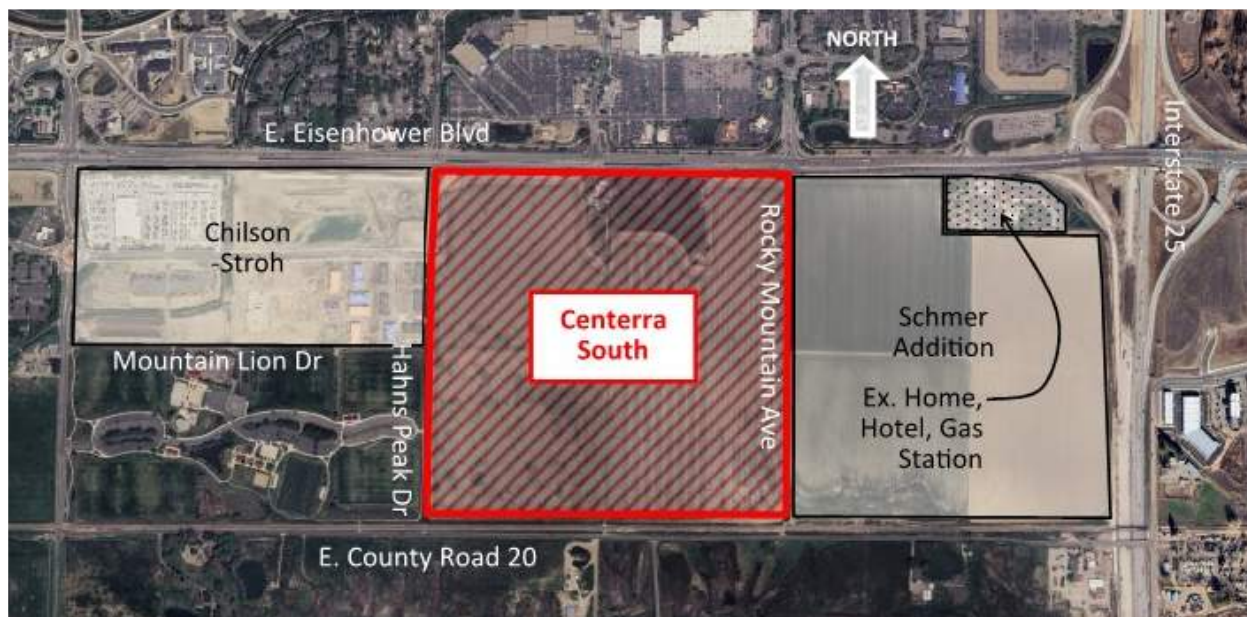 NORTH
E. Eisenhower Blvd
Interstate 25
Chilson
-Stroh
Rocky Mountain Ave
Centerra
South
Schmer
Addition
Mountain Lion Dr
Hahns Peak Dr
Ex. Home,
Hotel, Gas
Station
E. County Road 20